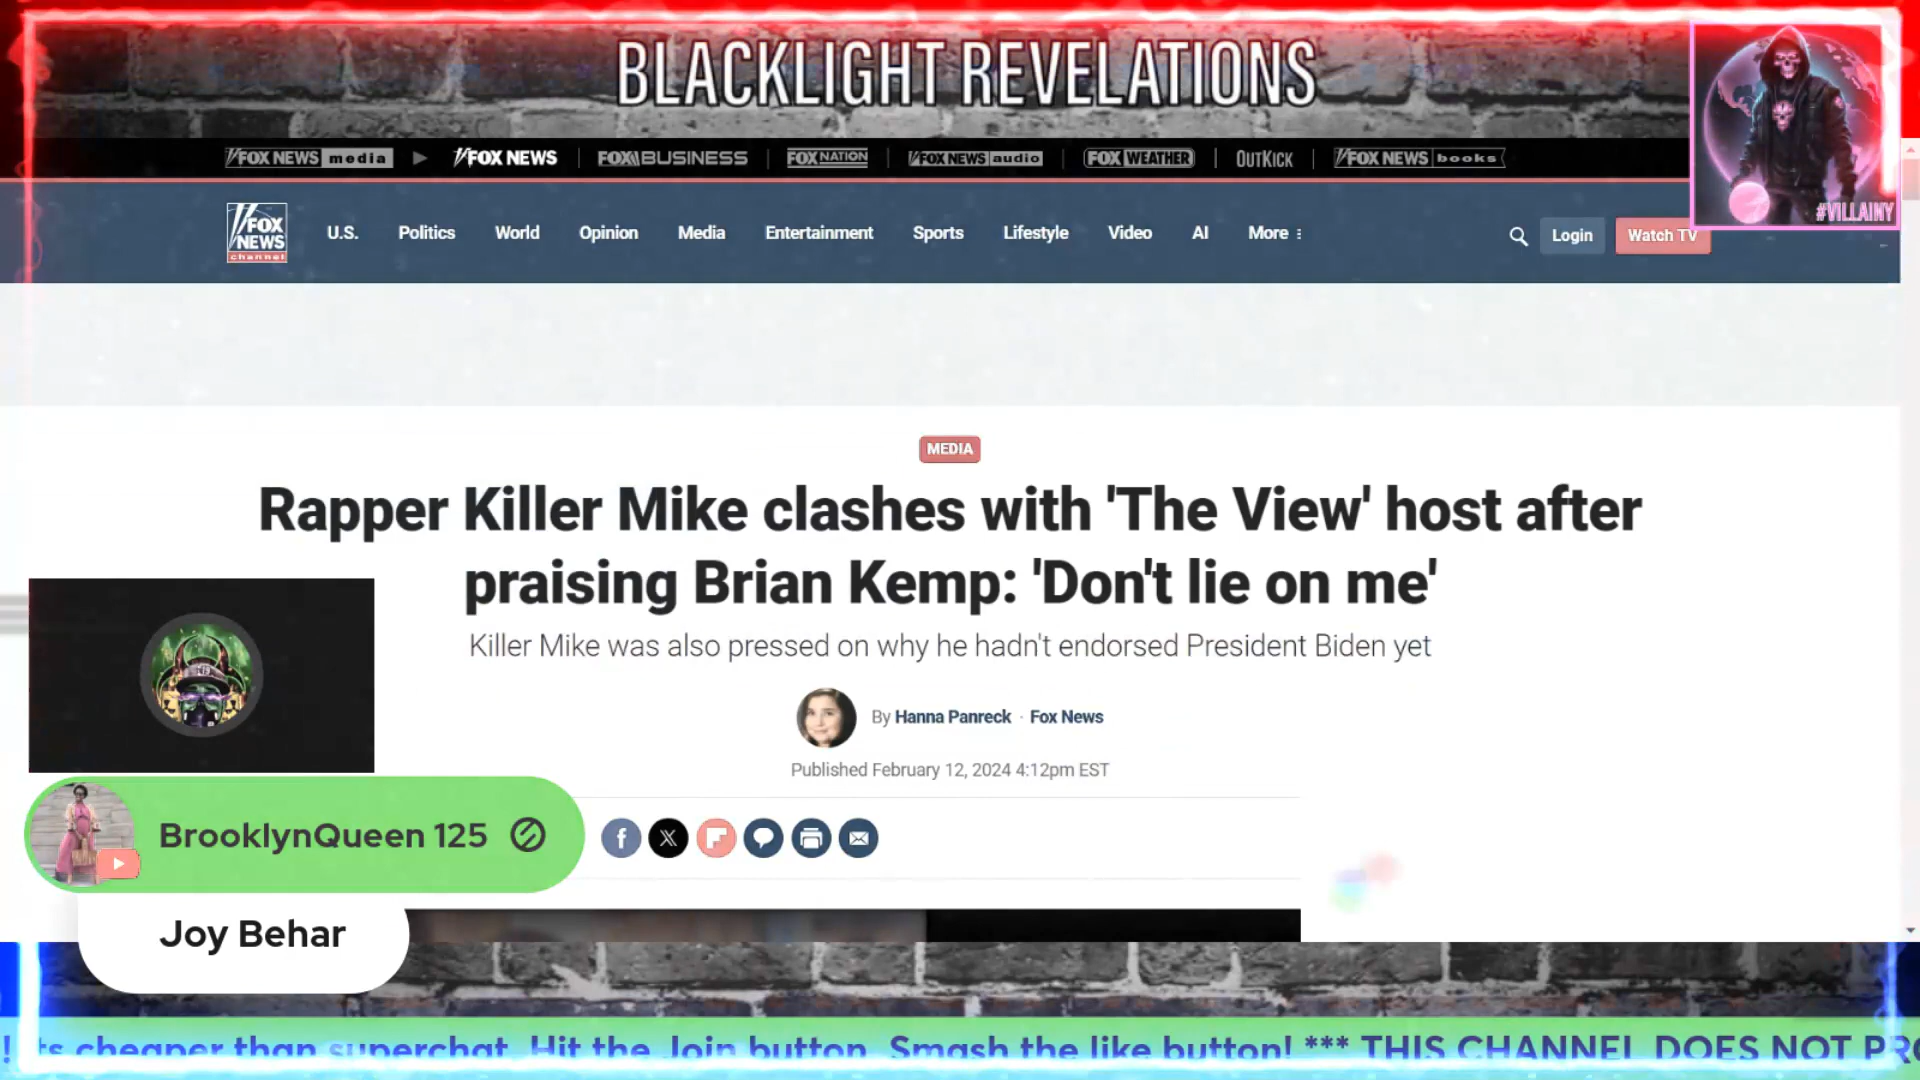 BLACKLIGHT REVELATIONS
#VILLAINY
FOX NEWS media
FOX NEWS
FOX BUSINESS
FOX NATION
FOX NEWS audio
FOX WEATHER
OUTKICK
FOX NEWS books
FOX NEWS channel
U.S.
Politics
World
Opinion
Media
Entertainment
Sports
Lifestyle
Video
AI
More
Login
Watch TV
MEDIA
Rapper Killer Mike clashes with 'The View' host after
praising Brian Kemp: 'Don't lie on me'
Killer Mike was also pressed on why he hadn't endorsed President Biden yet
By Hanna Panreck · Fox News
Published February 12, 2024 4:12pm EST
BrooklynQueen 125
Joy Behar
! ts cheaper than superchat. Hit the Join button. Smash the like button! *** THIS CHANNEL DOES NOT PRO